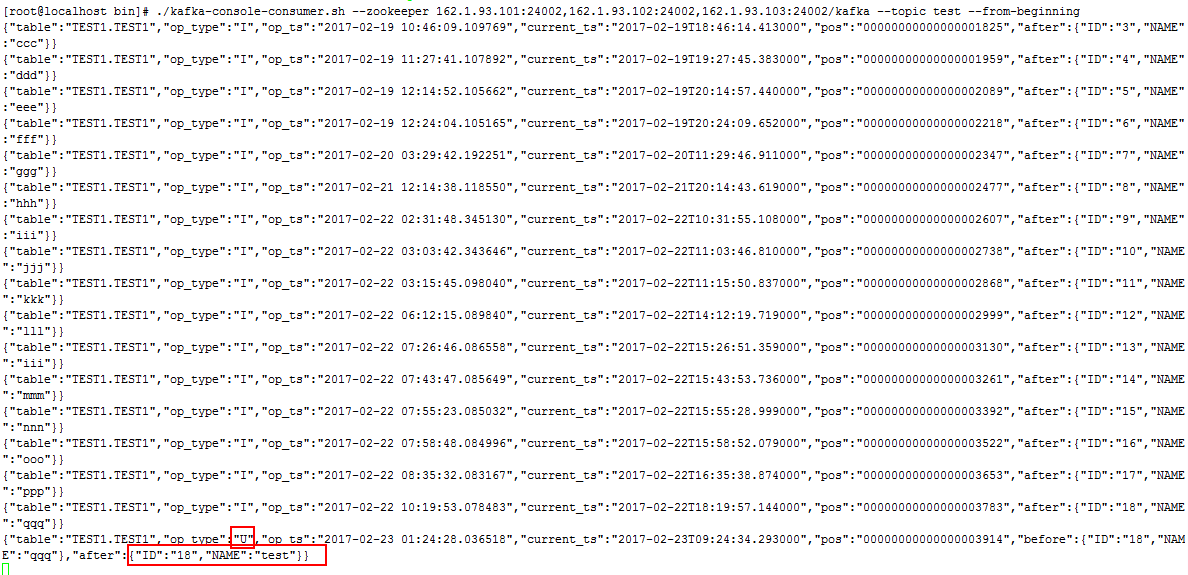 [root@localhost bin]# ./kafka-console-consumer.sh --zookeeper 162.1.93.101:24002,162.1.93.102:24002,162.1.93.103:24002/kafka --topic test --from-beginning
{"table":"TEST1.TEST1","op_type":"I","op_ts":"2017-02-19 10:46:09.109769","current_ts":"2017-02-19T18:46:14.413000","pos":"00000000000000001825","after":{"ID":"3","NAME"
:"ccc"}}
{"table":"TEST1.TEST1","op_type":"I","op_ts":"2017-02-19 11:27:41.107892","current_ts":"2017-02-19T19:27:45.383000","pos":"00000000000000001959","after":{"ID":"4","NAME"
:"ddd"}}
{"table":"TEST1.TEST1","op_type":"I","op_ts":"2017-02-19 12:14:52.105662","current_ts":"2017-02-19T20:14:57.440000","pos":"00000000000000002089","after":{"ID":"5","NAME"
:"eee"}}
{"table":"TEST1.TEST1","op_type":"I","op_ts":"2017-02-19 12:24:04.105165","current_ts":"2017-02-19T20:24:09.652000","pos":"00000000000000002218","after":{"ID":"6","NAME"
:"fff"}}
{"table":"TEST1.TEST1","op_type":"I","op_ts":"2017-02-20 03:29:42.192251","current_ts":"2017-02-20T11:29:46.911000","pos":"00000000000000002347","after":{"ID":"7","NAME"
:"ggg"}}
{"table":"TEST1.TEST1","op_type":"I","op_ts":"2017-02-21 12:14:38.118550","current_ts":"2017-02-21T20:14:43.619000","pos":"00000000000000002477","after":{"ID":"8","NAME"
:"hhh"}}
{"table":"TEST1.TEST1","op_type":"I","op_ts":"2017-02-22 02:31:48.345130","current_ts":"2017-02-22T10:31:55.108000","pos":"00000000000000002607","after":{"ID":"9","NAME"
:"iii"}}
{"table":"TEST1.TEST1","op_type":"I","op_ts":"2017-02-22 03:03:42.343646","current_ts":"2017-02-22T11:03:46.810000","pos":"00000000000000002738","after":{"ID":"10","NAME
":"jjj"}}
{"table":"TEST1.TEST1","op_type":"I","op_ts":"2017-02-22 03:15:45.098040","current_ts":"2017-02-22T11:15:50.837000","pos":"00000000000000002868","after":{"ID":"11","NAME
":"kkk"}}
{"table":"TEST1.TEST1","op_type":"I","op_ts":"2017-02-22 06:12:15.089840","current_ts":"2017-02-22T14:12:19.719000","pos":"00000000000000002999","after":{"ID":"12","NAME
":"lll"}}
{"table":"TEST1.TEST1","op_type":"I","op_ts":"2017-02-22 07:26:46.086558","current_ts":"2017-02-22T15:26:51.359000","pos":"00000000000000003130","after":{"ID":"13","NAME
":"iii"}}
{"table":"TEST1.TEST1","op_type":"I","op_ts":"2017-02-22 07:43:47.085649","current_ts":"2017-02-22T15:43:53.736000","pos":"00000000000000003261","after":{"ID":"14","NAME
":"mmm"}}
{"table":"TEST1.TEST1","op_type":"I","op_ts":"2017-02-22 07:55:23.085032","current_ts":"2017-02-22T15:55:28.999000","pos":"00000000000000003392","after":{"ID":"15","NAME
":"nnn"}}
{"table":"TEST1.TEST1","op_type":"I","op_ts":"2017-02-22 07:58:48.084996","current_ts":"2017-02-22T15:58:52.079000","pos":"00000000000000003522","after":{"ID":"16","NAME
":"ooo"}}
{"table":"TEST1.TEST1","op_type":"I","op_ts":"2017-02-22 08:35:32.083167","current_ts":"2017-02-22T16:35:38.874000","pos":"00000000000000003653","after":{"ID":"17","NAME
":"ppp"}}
{"table":"TEST1.TEST1","op_type":"I","op_ts":"2017-02-22 10:19:53.078483","current_ts":"2017-02-22T18:19:57.144000","pos":"00000000000000003783","after":{"ID":"18","NAME
":"qqq"}}
{"table":"TEST1.TEST1","op_type":"U","op_ts":"2017-02-23 01:24:28.036518","current_ts":"2017-02-23T09:24:34.293000","pos":"00000000000000003914","before":{"ID":"18","NAM
E":"qqq"},"after":{"ID":"18","NAME":"test"}}